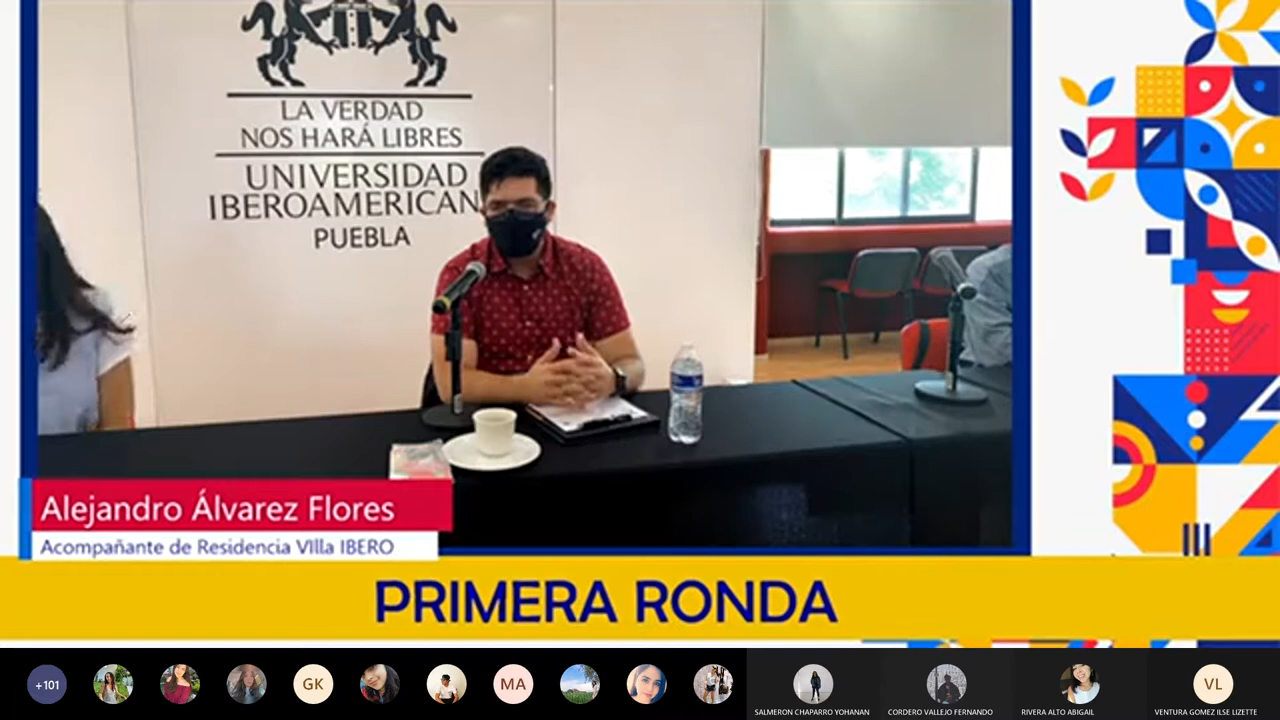 LA VERDAD
NOS HARÁ LIBRES
UNIVERSIDAD
IBEROAMERICAN
PUEBLA
Alejandro Álvarez Flores
Acompañante de Residencia VIlla IBERO
PRIMERA RONDA
+101
GK
MA
VL
SALMERON CHAPARRO YOHANAN
CORDERO VALLEJO FERNANDO
RIVERA ALTO ABIGAIL
VENTURA GOMEZ ILSE LIZETTE